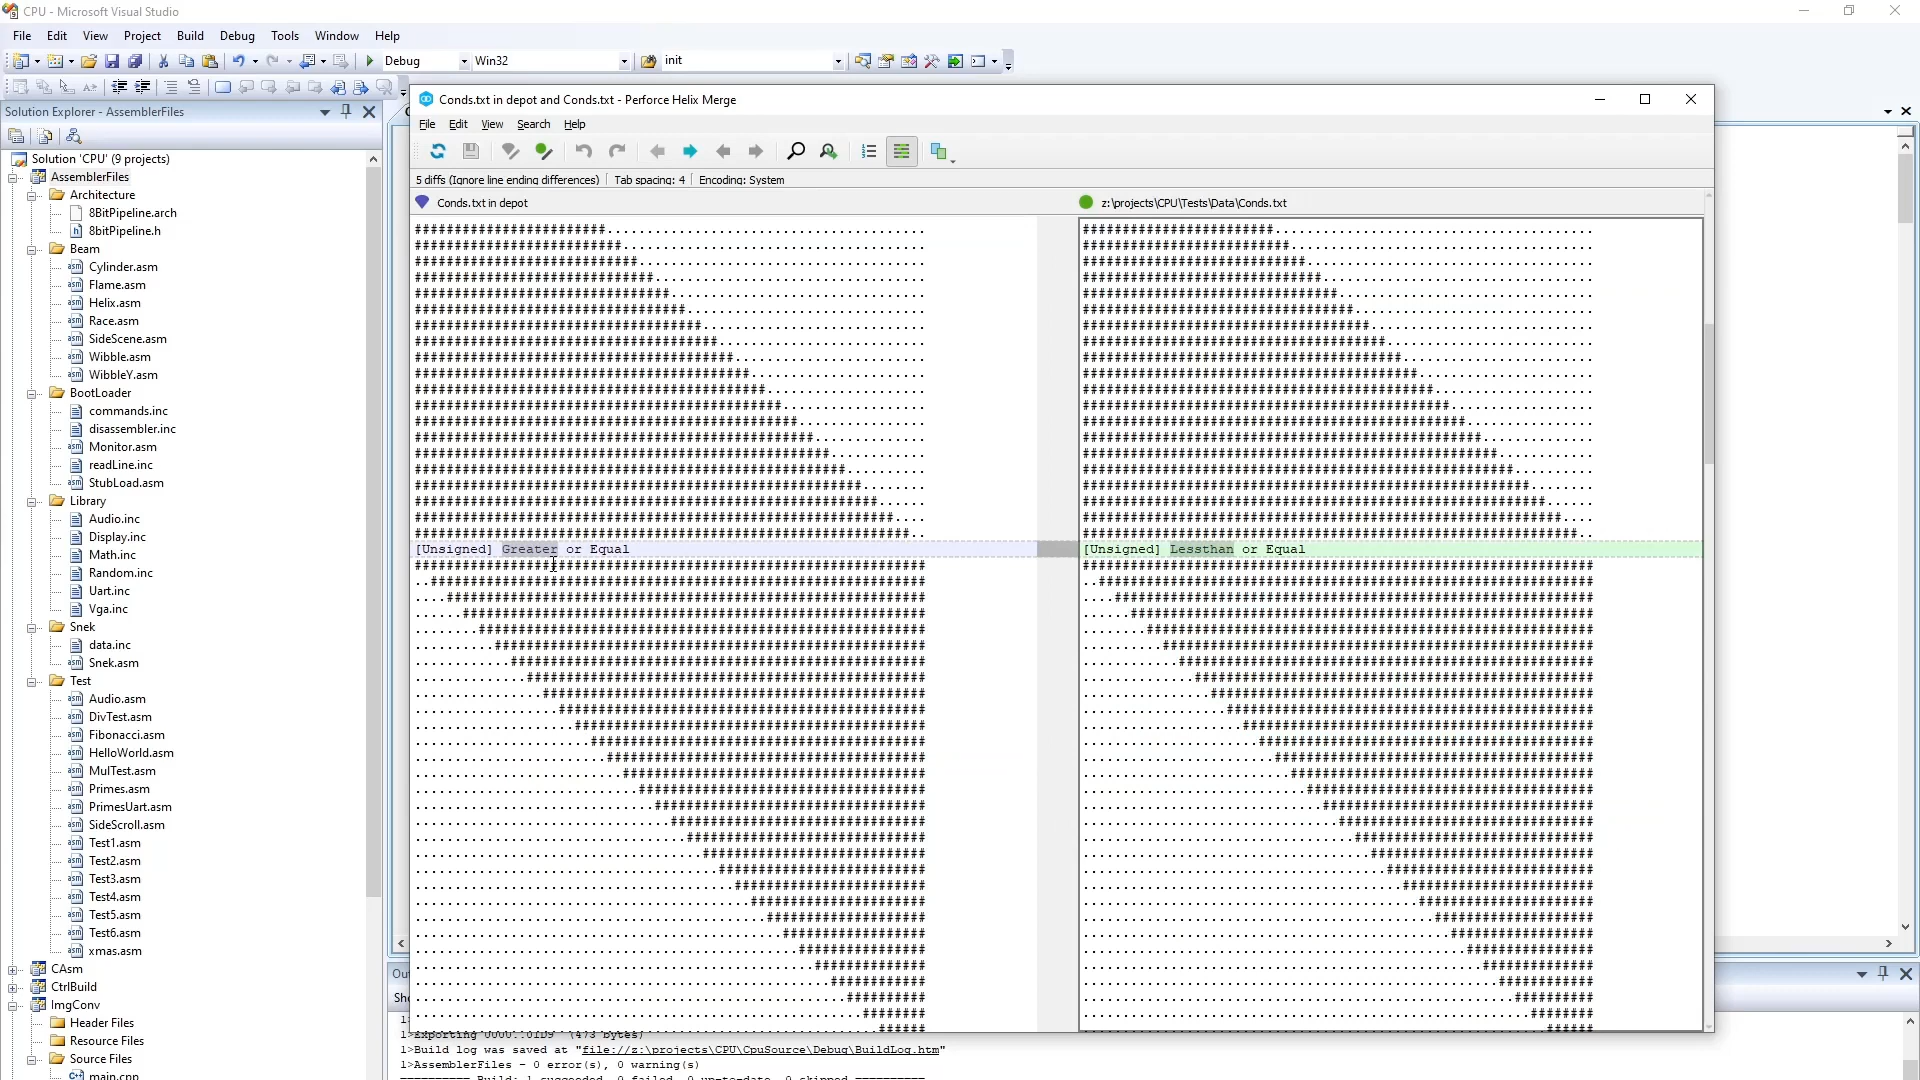 CPU - Microsoft Visual Studio
File Edit View Project Build Debug Tools Window Help
Debug Win32 init
Solution Explorer - AssemblerFiles
Solution 'CPU' (9 projects)
AssemblerFiles
Architecture
8BitPipeline.arch
8bitPipeline.h
Beam
Cylinder.asm
Flame.asm
Helix.asm
Race.asm
SideScene.asm
Wibble.asm
WibbleY.asm
BootLoader
commands.inc
disassembler.inc
Monitor.asm
readLine.inc
StubLoad.asm
Library
Audio.inc
Display.inc
Math.inc
Random.inc
Uart.inc
Vga.inc
Snek
data.inc
Snek.asm
Test
Audio.asm
DivTest.asm
Fibonacci.asm
HelloWorld.asm
MulTest.asm
Primes.asm
PrimesUart.asm
SideScroll.asm
Test1.asm
Test2.asm
Test3.asm
Test4.asm
Test5.asm
Test6.asm
xmas.asm
CAsm
CtrlBuild
ImgConv
Header Files
Resource Files
Source Files
main.cpp
Conds.txt in depot and Conds.txt - Perforce Helix Merge
File Edit View Search Help
5 diffs (Ignore line ending differences) Tab spacing: 4 Encoding: System
Conds.txt in depot
z:\projects\CPU\Tests\Data\Conds.txt
[Unsigned] Greater or Equal
[Unsigned] Lessthan or Equal
1>Build log was saved at "file://z:\projects\CPU\CpuSource\Debug\BuildLog.htm"
1>AssemblerFiles - 0 error(s), 0 warning(s)